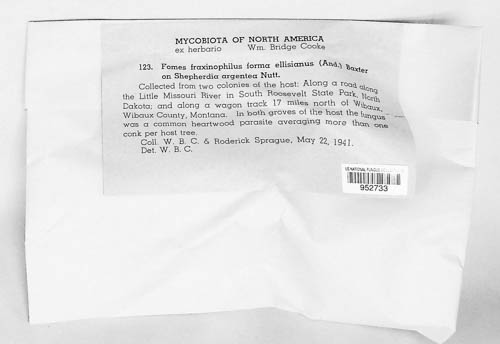 MYCOBIOTA OF NORTH AMERICA
ex herbario Wm. Bridge Cooke
123. Fomes fraxinophilus forma ellisianus (And.) Baxter
on Shepherdia argentea Nutt.
Collected from two colonies of the host: Along a road along
the Little Missouri River in South Roosevelt State Park, North
Dakota; and along a wagon track 17 miles north of Wibaux,
Wibaux County, Montana. In both groves of the host the fungus
was a common heartwood parasite averaging more than one
conk per host tree.
Coll. W. B. C. & Roderick Sprague, May 22, 1941.
Det. W. B. C.
US NATIONAL FUNGUS
952733